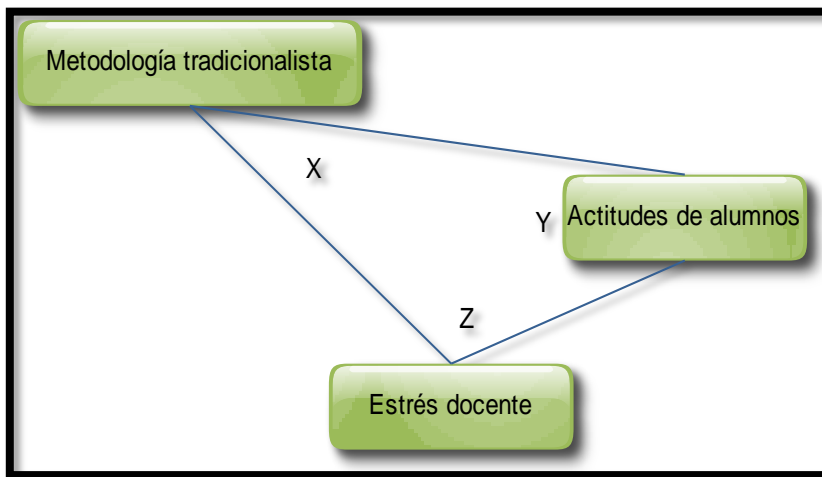 Metodología tradicionalista
X
Y
Actitudes de alumnos
Z
Estrés docente